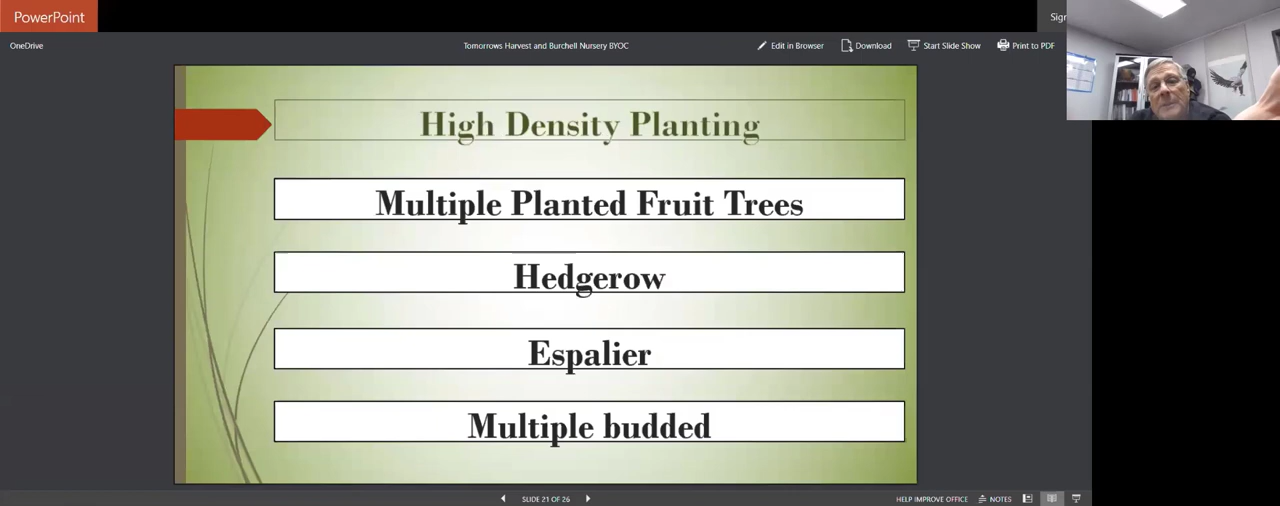 PowerPoint
Sign
OneDrive
Tomorrows Harvest and Burchell Nursery BYOC
Edit in Browser
Download
Start Slide Show
Print to PDF
High Density Planting
Multiple Planted Fruit Trees
Hedgerow
Espalier
Multiple budded
SLIDE 21 OF 26
HELP IMPROVE OFFICE
NOTES